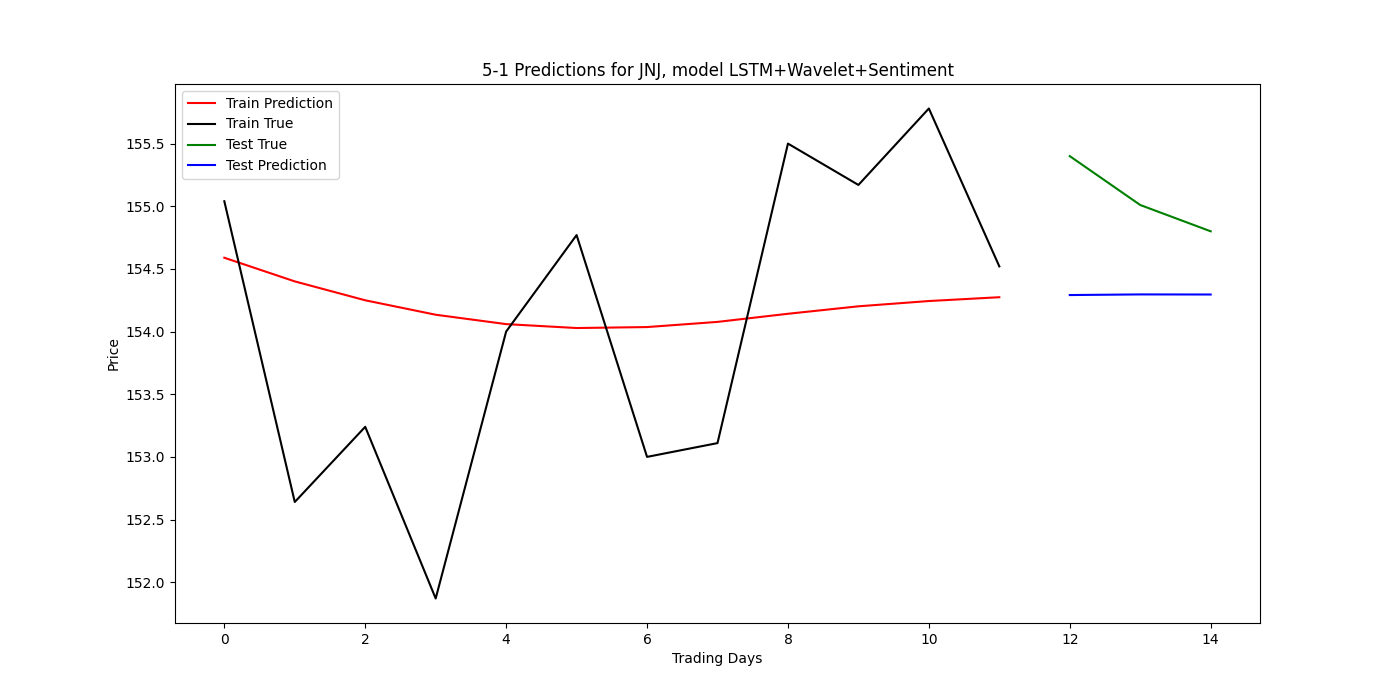 5-1 Predictions for JNJ, model LSTM+Wavelet+Sentiment
Train Prediction
Train True
Test True
Test Prediction
155.5
155.0
154.5
154.0
153.5
153.0
152.5
152.0
Price
0 2 4 6 8 10 12 14
Trading Days